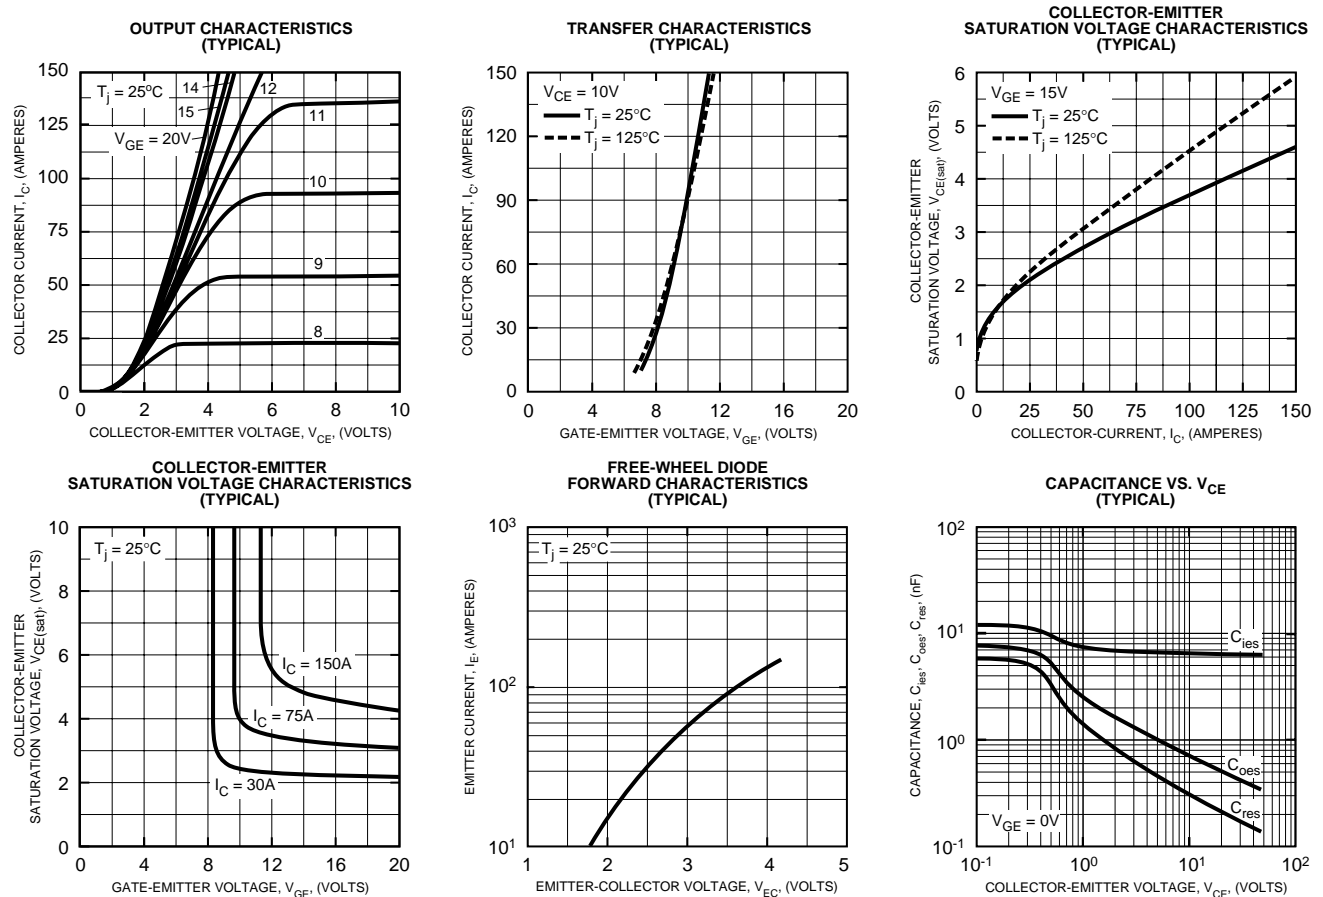 OUTPUT CHARACTERISTICS
(TYPICAL)
150
125
100
75
50
25
0
0
2
4
6
8
10
COLLECTOR CURRENT, IC, (AMPERES)
COLLECTOR-EMITTER VOLTAGE, VCE, (VOLTS)
Tj = 25°C
14
15
12
11
VGE = 20V
10
9
8
TRANSFER CHARACTERISTICS
(TYPICAL)
150
120
90
60
30
0
0
4
8
12
16
20
COLLECTOR CURRENT, IC, (AMPERES)
GATE-EMITTER VOLTAGE, VGE, (VOLTS)
VCE = 10V
Tj = 25°C
Tj = 125°C
COLLECTOR-EMITTER
SATURATION VOLTAGE CHARACTERISTICS
(TYPICAL)
6
5
4
3
2
1
0
0
25
50
75
100
125
150
COLLECTOR-EMITTER
SATURATION VOLTAGE, VCE(sat), (VOLTS)
COLLECTOR-CURRENT, IC, (AMPERES)
VGE = 15V
Tj = 25°C
Tj = 125°C
COLLECTOR-EMITTER
SATURATION VOLTAGE CHARACTERISTICS
(TYPICAL)
10
8
6
4
2
0
0
4
8
12
16
20
COLLECTOR-EMITTER
SATURATION VOLTAGE, VCE(sat), (VOLTS)
GATE-EMITTER VOLTAGE, VGE, (VOLTS)
Tj = 25°C
IC = 150A
IC = 75A
IC = 30A
FREE-WHEEL DIODE
FORWARD CHARACTERISTICS
(TYPICAL)
10³
10²
10¹
1
2
3
4
5
EMITTER CURRENT, IE, (AMPERES)
EMITTER-COLLECTOR VOLTAGE, VEC, (VOLTS)
Tj = 25°C
CAPACITANCE VS. VCE
(TYPICAL)
10²
10¹
10⁰
10⁻¹
10⁻¹
10⁰
10¹
10²
CAPACITANCE, Cies, Coes, Cres, (nF)
COLLECTOR-EMITTER VOLTAGE, VCE, (VOLTS)
Cies
Coes
Cres
VGE = 0V